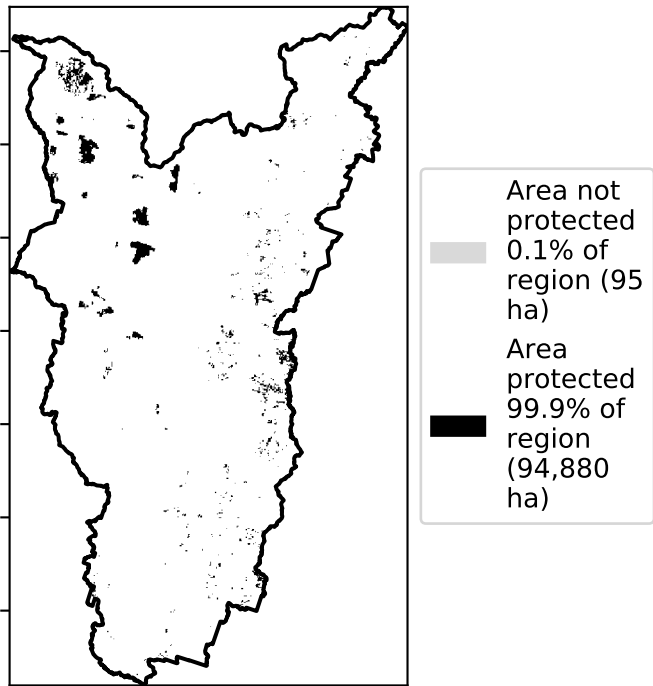 Area not
protected
0.1% of
region (95
ha)
Area
protected
99.9% of
region
(94,880
ha)